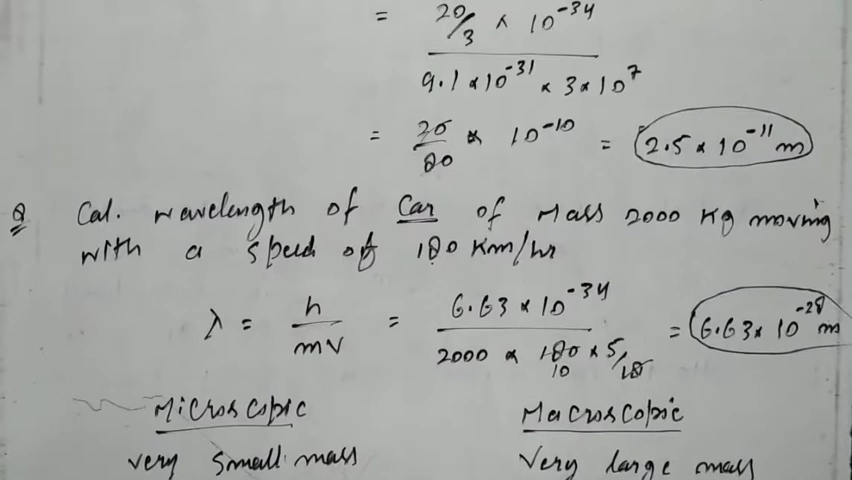 = 20/3 × 10^-34
9.1 × 10^-31 × 3 × 10^7
= 20/80 × 10^-10 = 2.5 × 10^-11 m
Q Cal. wavelength of Car of Mass 2000 Kg moving
with a speed of 180 Km/hr
λ = h/mv = 6.63 × 10^-34 / 2000 × 180 × 5/18 = 6.63 × 10^-28 m
10
Microscopic Macroscopic
very small mass Very large mass